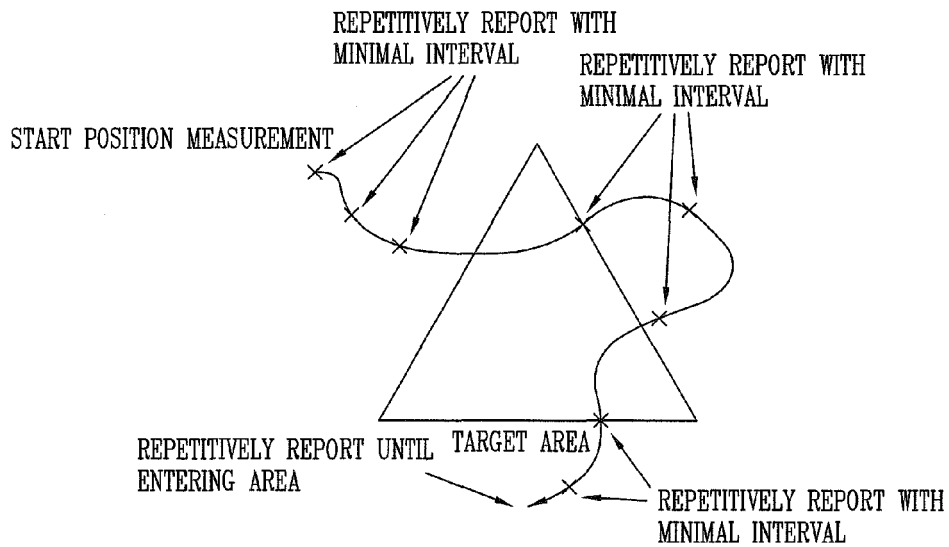 REPETITIVELY REPORT WITH
MINIMAL INTERVAL
REPETITIVELY REPORT WITH
MINIMAL INTERVAL
START POSITION MEASUREMENT
TARGET AREA
REPETITIVELY REPORT UNTIL
ENTERING AREA
REPETITIVELY REPORT WITH
MINIMAL INTERVAL